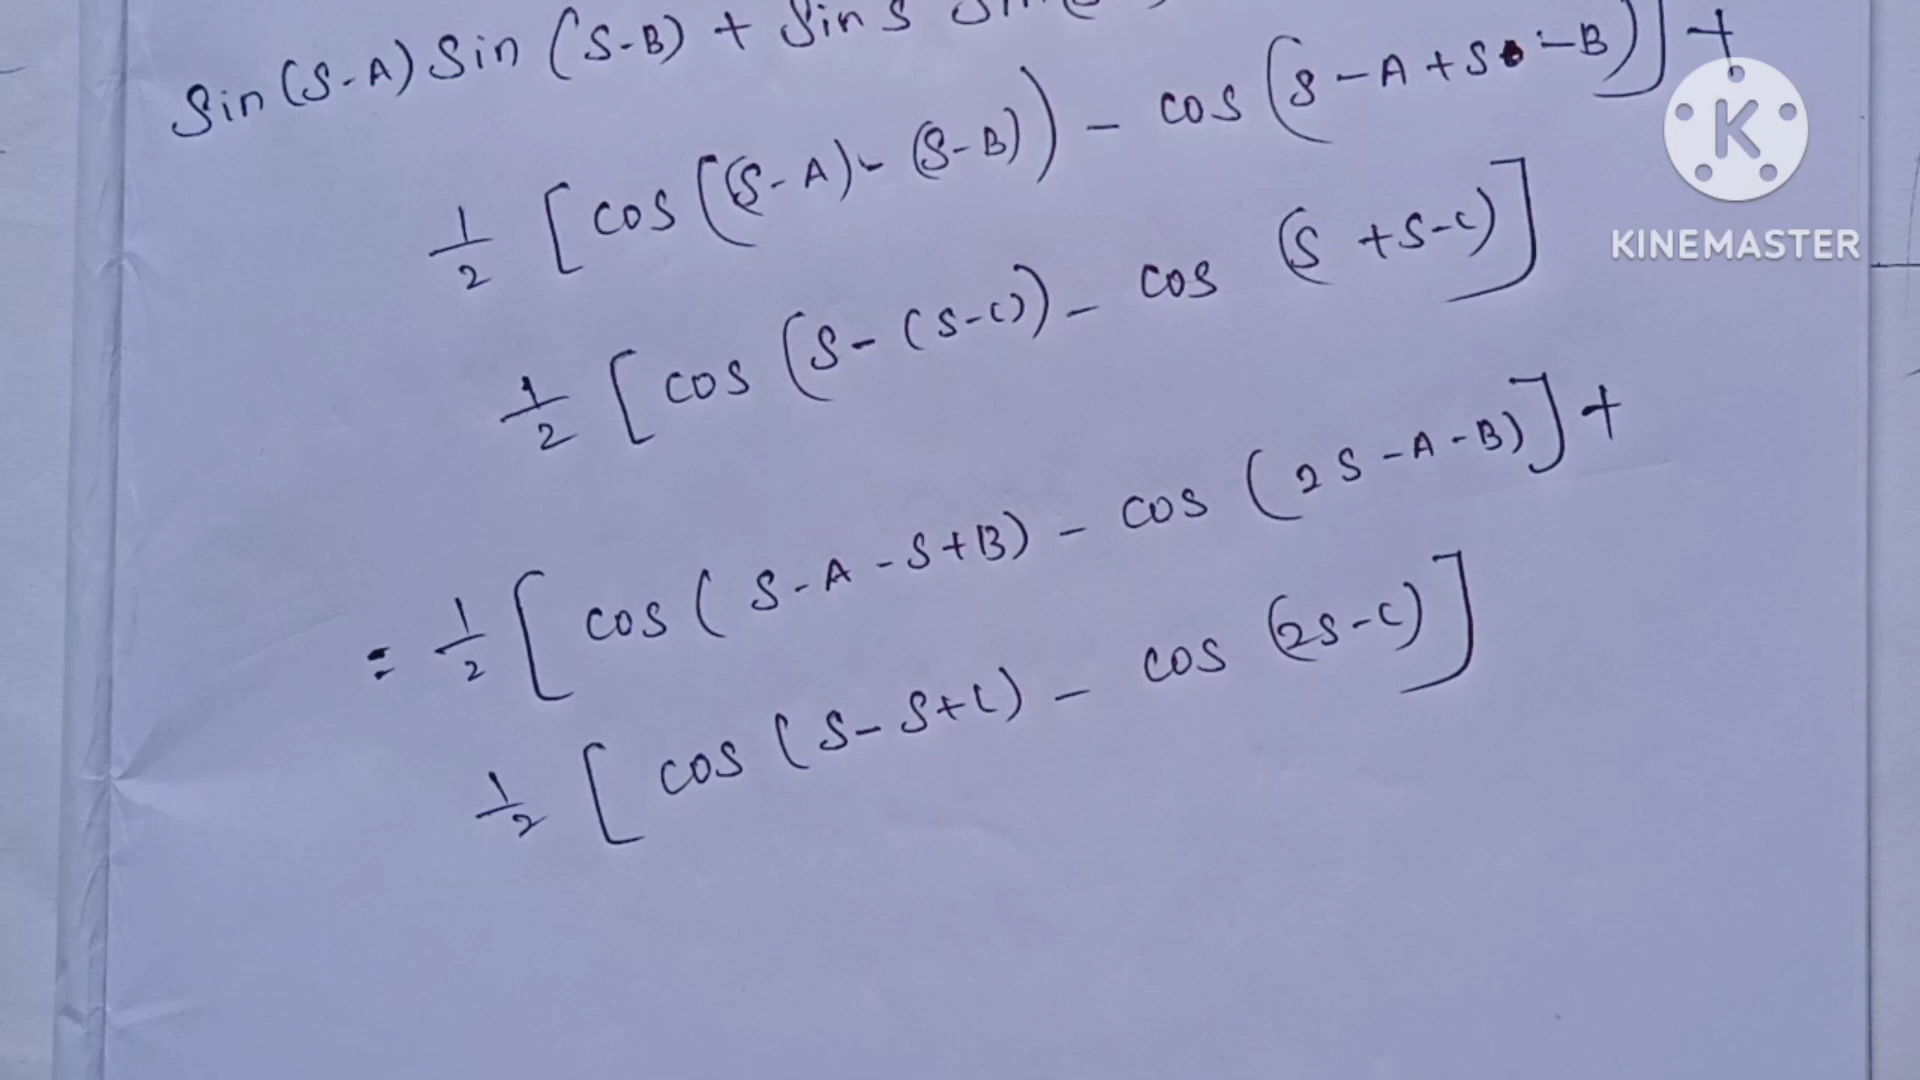 Sin(S-A) Sin (S-B) + Sin S
1/2 [cos ((S-A)-(S-B)) - cos (S-A+S-B)] +
1/2 [cos (S-(S-C)) - cos (S+S-C)]
= 1/2 [cos (S-A-S+B) - cos (2S-A-B)] +
1/2 [cos (S-S+C) - cos (2S-C)]
K
KINEMASTER